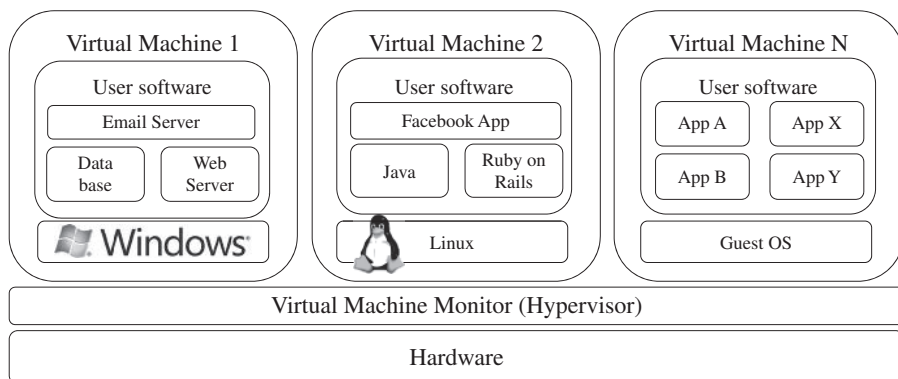 Virtual Machine 1
User software
Email Server
Data
base
Web
Server
Windows
Virtual Machine 2
User software
Facebook App
Java
Ruby on
Rails
Linux
Virtual Machine N
User software
App A
App X
App B
App Y
Guest OS
Virtual Machine Monitor (Hypervisor)
Hardware